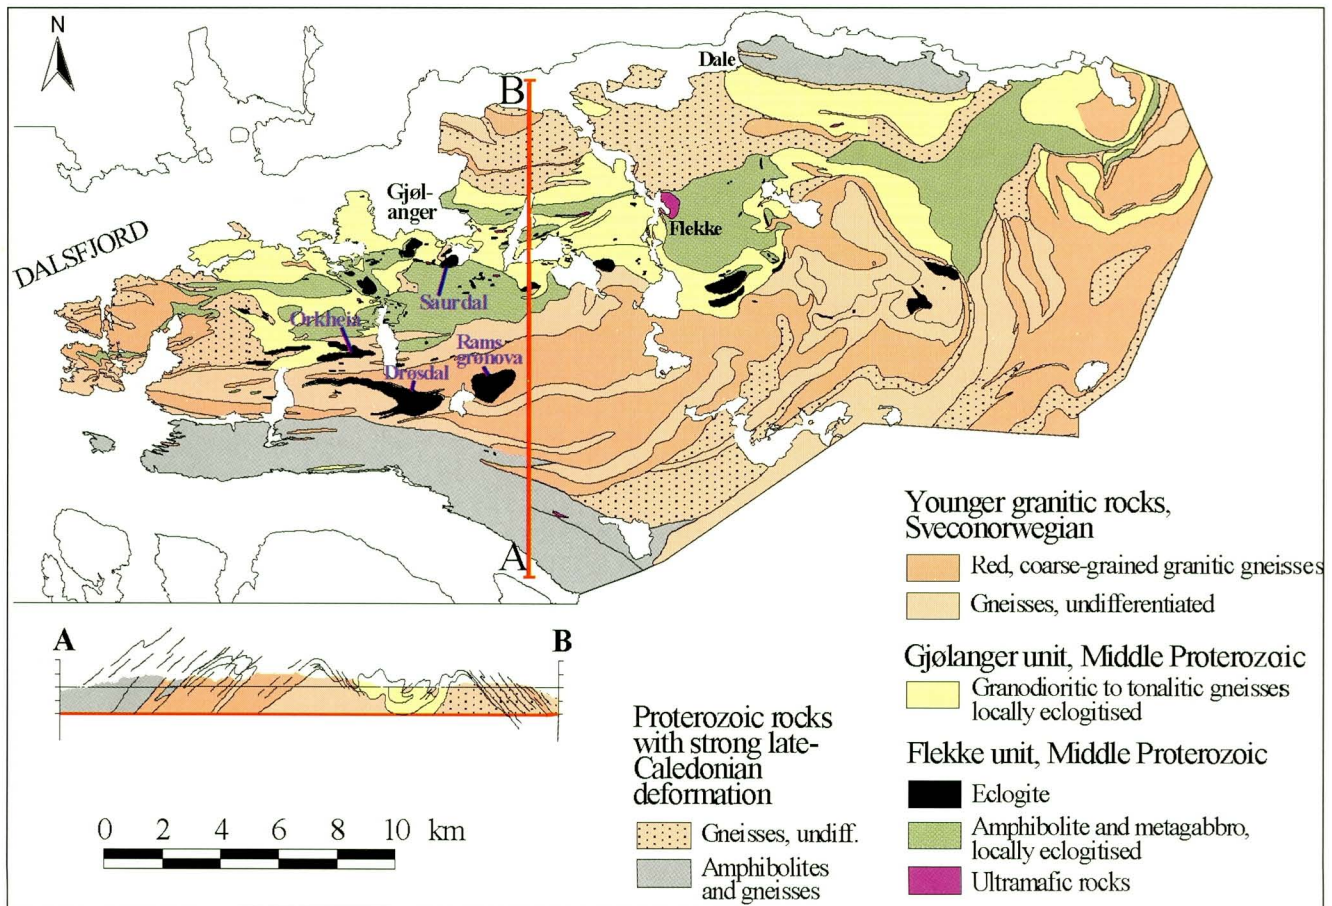 N
Dale
B
Gjøl-
anger
Flekke
DALSFJORD
Saurdal
Orkheia
Rams-
grønova
Drøsdal
A
Younger granitic rocks,
Sveconorwegian
Red, coarse-grained granitic gneisses
Gneisses, undifferentiated
A
B
Gjølanger unit, Middle Proterozoic
Granodioritic to tonalitic gneisses
locally eclogitised
Proterozoic rocks
with strong late-
Caledonian
deformation
Gneisses, undiff.
Amphibolites
and gneisses
Flekke unit, Middle Proterozoic
Eclogite
Amphibolite and metagabbro,
locally eclogitised
Ultramafic rocks
0 2 4 6 8 10 km